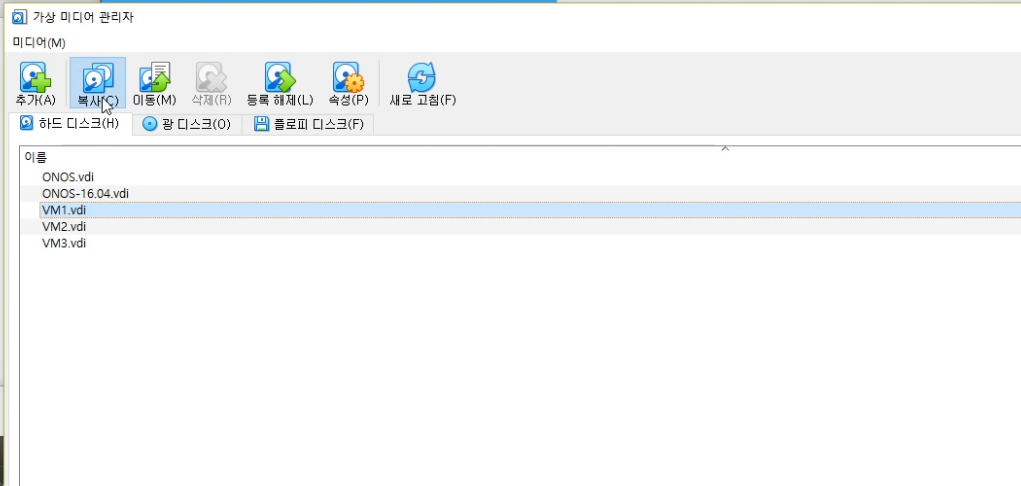 가상 미디어 관리자
미디어(M)
추가(A) 복사(C) 이동(M) 삭제(R) 등록 해제(L) 속성(P) 새로 고침(F)
하드 디스크(H) 광 디스크(O) 플로피 디스크(F)
이름
ONOS.vdi
ONOS-16.04.vdi
VM1.vdi
VM2.vdi
VM3.vdi